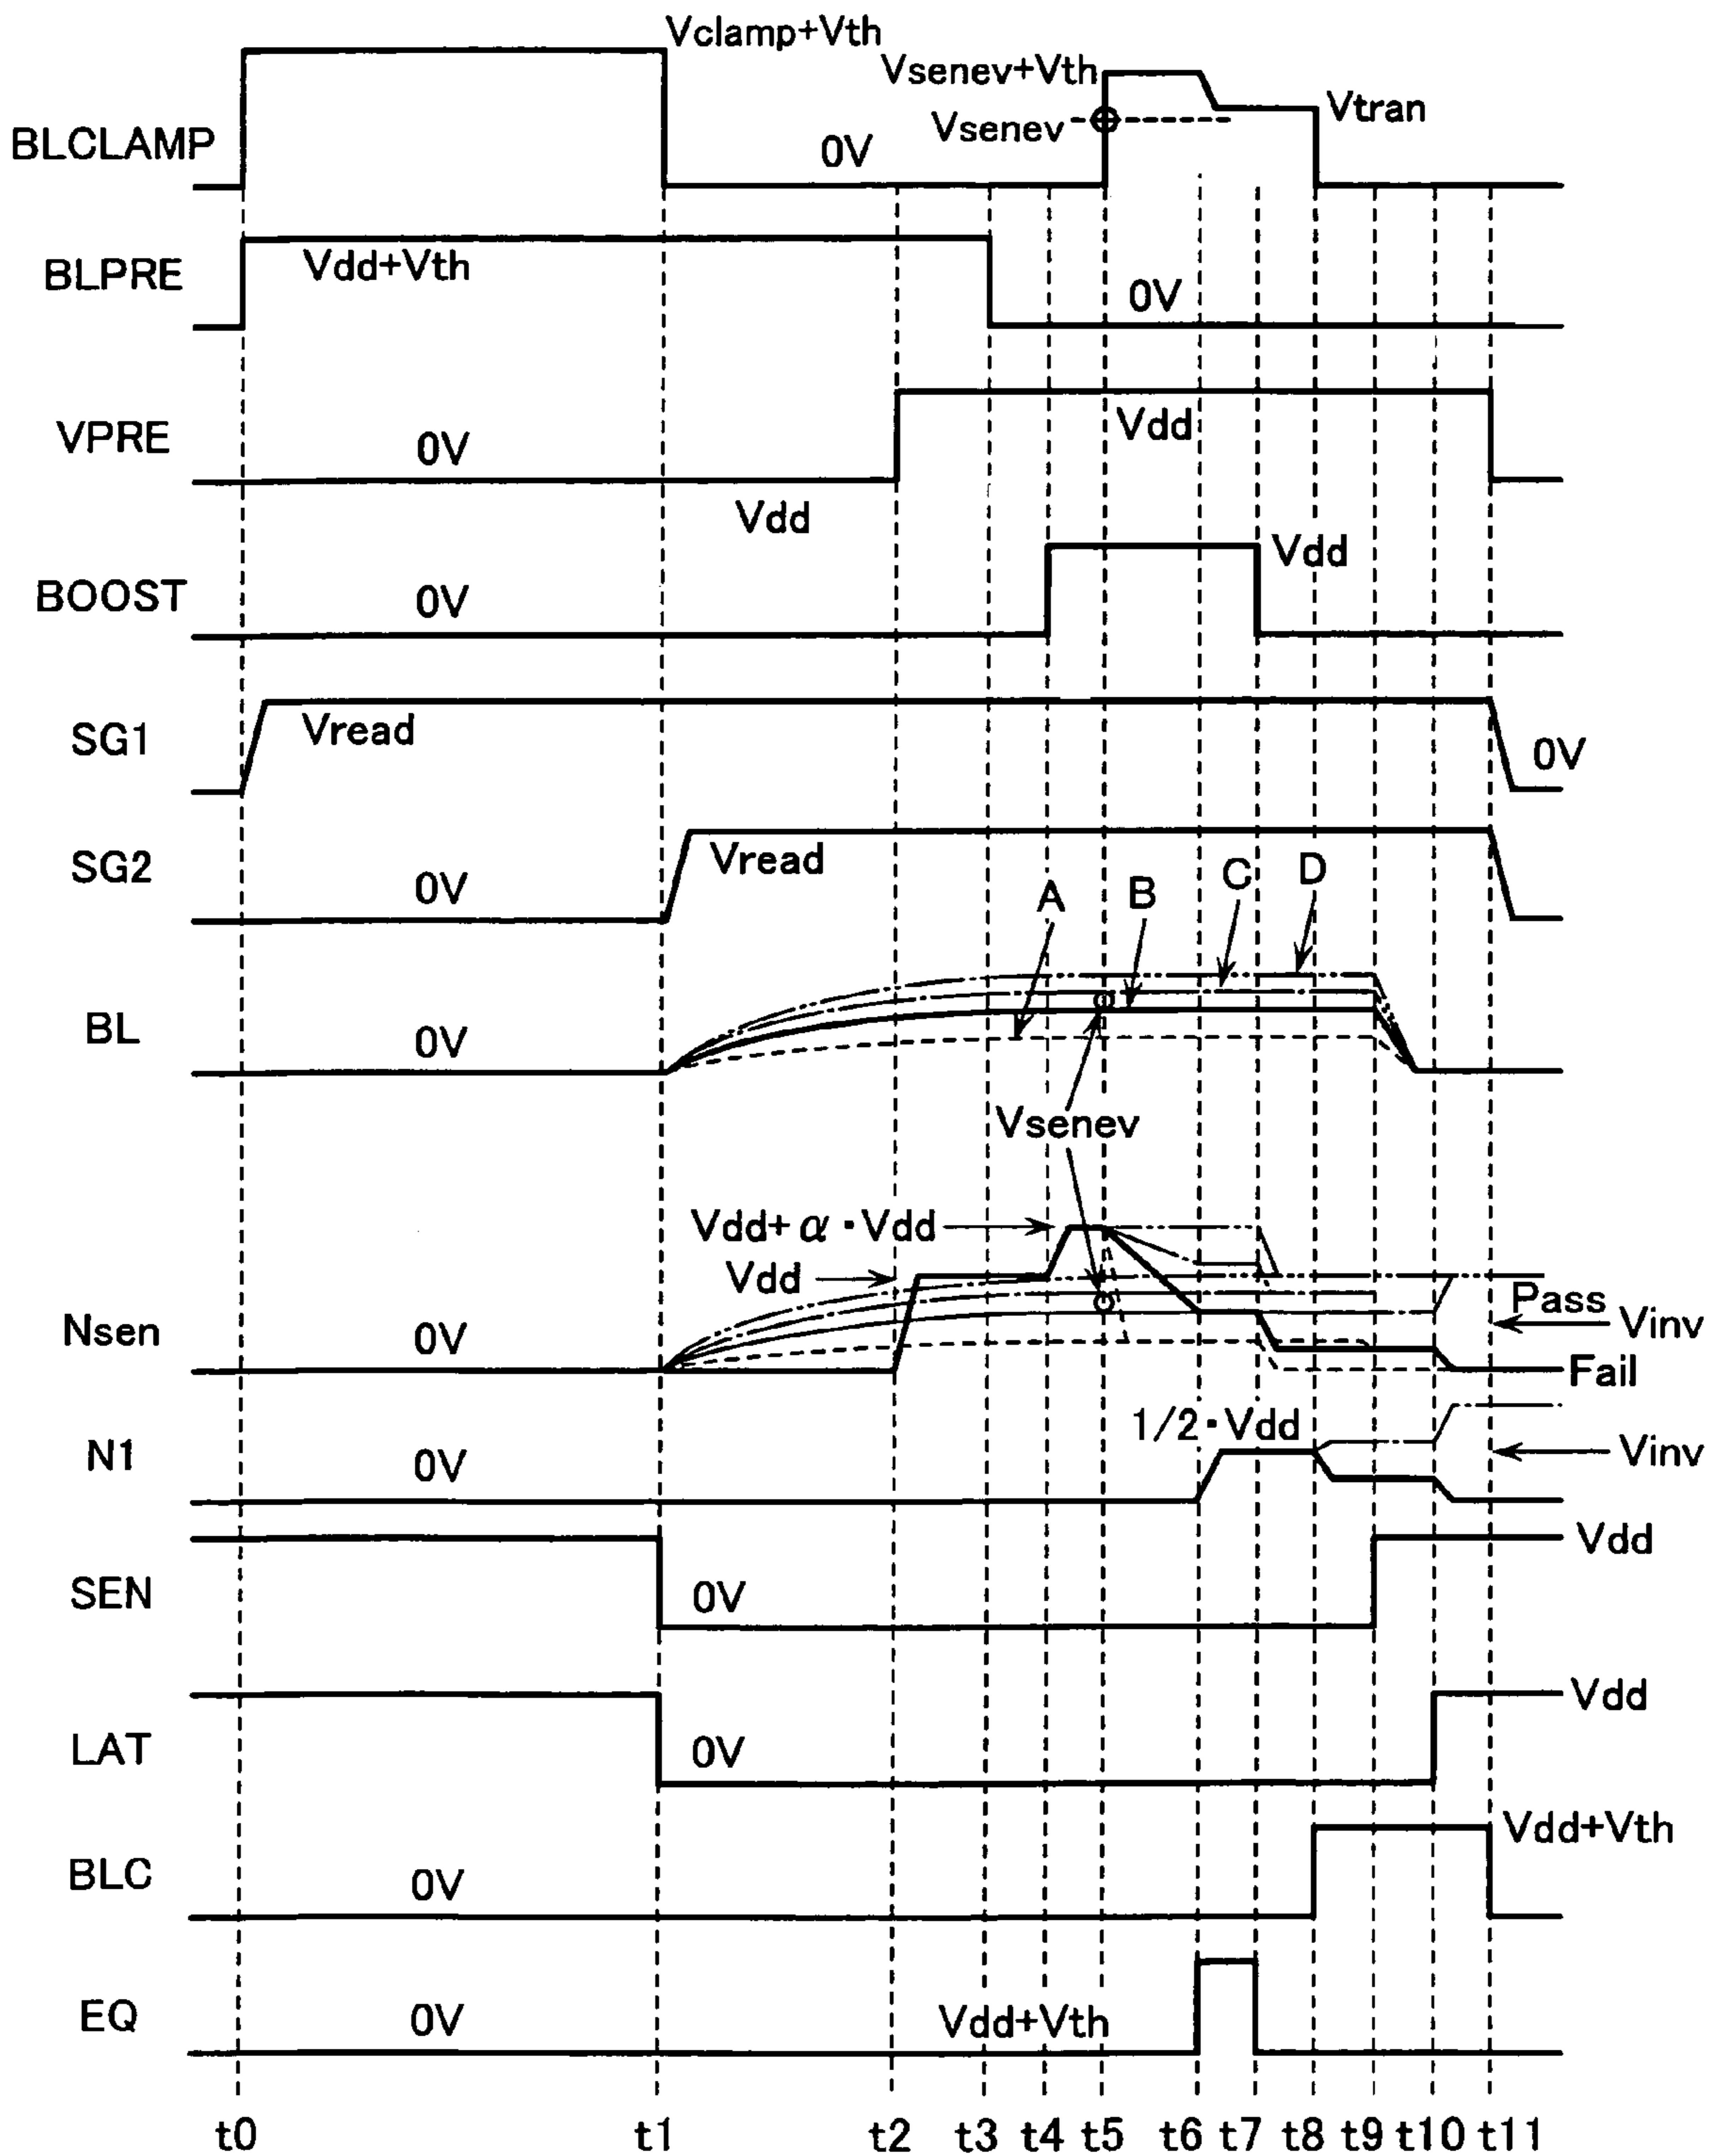 Vclamp+Vth
Vsenev+Vth
Vsenev
Vtran
BLCLAMP
0V
BLPRE
Vdd+Vth
0V
VPRE
0V
Vdd
Vdd
BOOST
0V
Vdd
SG1
Vread
0V
SG2
0V
Vread
A
B
C
D
BL
0V
Vsenev
Vdd+α・Vdd
Vdd
Nsen
0V
Pass
Vinv
Fail
N1
0V
1/2・Vdd
Vinv
SEN
0V
Vdd
LAT
0V
Vdd
BLC
0V
Vdd+Vth
EQ
0V
Vdd+Vth
t0 t1 t2 t3 t4 t5 t6 t7 t8 t9 t10 t11